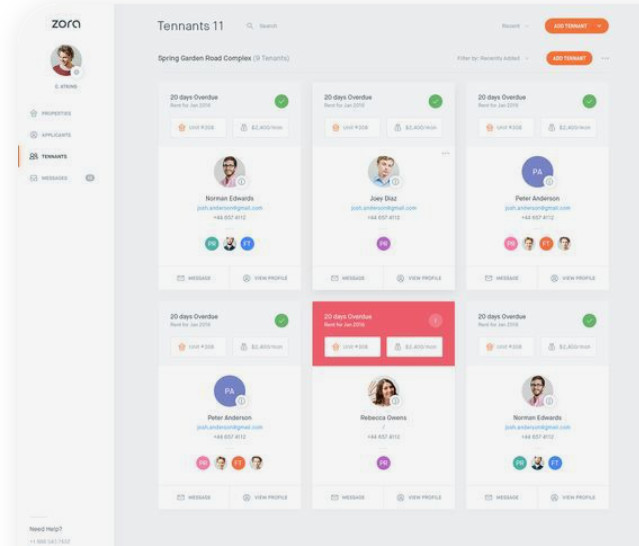 zora
G. ATKINS
PROPERTIES
APPLICANTS
TENNANTS
MESSAGES
Need Help?
Tennants 11
Search
Recent
ADD TENNANT
Spring Garden Road Complex (9 Tenants)
Filter by: Recently Added
ADD TENNANT
20 days Overdue
Rent for Jan 2016
Unit #308
$2,400/mon
Norman Edwards
josh.anderson@gmail.com
+44 657 4112
PR
FT
MESSAGE
VIEW PROFILE
20 days Overdue
Rent for Jan 2016
Unit #308
$2,400/mon
Joey Diaz
josh.anderson@gmail.com
+44 657 4112
PR
MESSAGE
VIEW PROFILE
20 days Overdue
Rent for Jan 2016
Unit #308
$2,400/mon
PA
Peter Anderson
josh.anderson@gmail.com
+44 657 4112
PR
FT
MESSAGE
VIEW PROFILE
20 days Overdue
Rent for Jan 2016
Unit #308
$2,400/mon
PA
Peter Anderson
josh.anderson@gmail.com
+44 657 4112
PR
FT
MESSAGE
VIEW PROFILE
20 days Overdue
Rent for Jan 2016
Unit #308
$2,400/mon
Rebecca Owens
/
+44 657 4112
PR
MESSAGE
VIEW PROFILE
20 days Overdue
Rent for Jan 2016
Unit #308
$2,400/mon
Norman Edwards
josh.anderson@gmail.com
+44 657 4112
PR
FT
MESSAGE
VIEW PROFILE